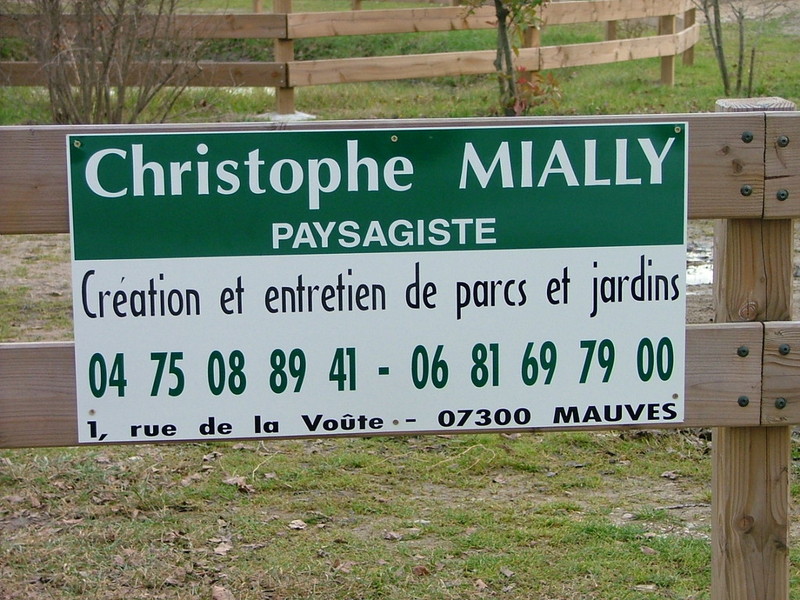 Christophe MIALLY
PAYSAGISTE
Création et entretien de parcs et jardins
04 75 08 89 41 - 06 81 69 79 00
1, rue de la Voûte - 07300 MAUVES